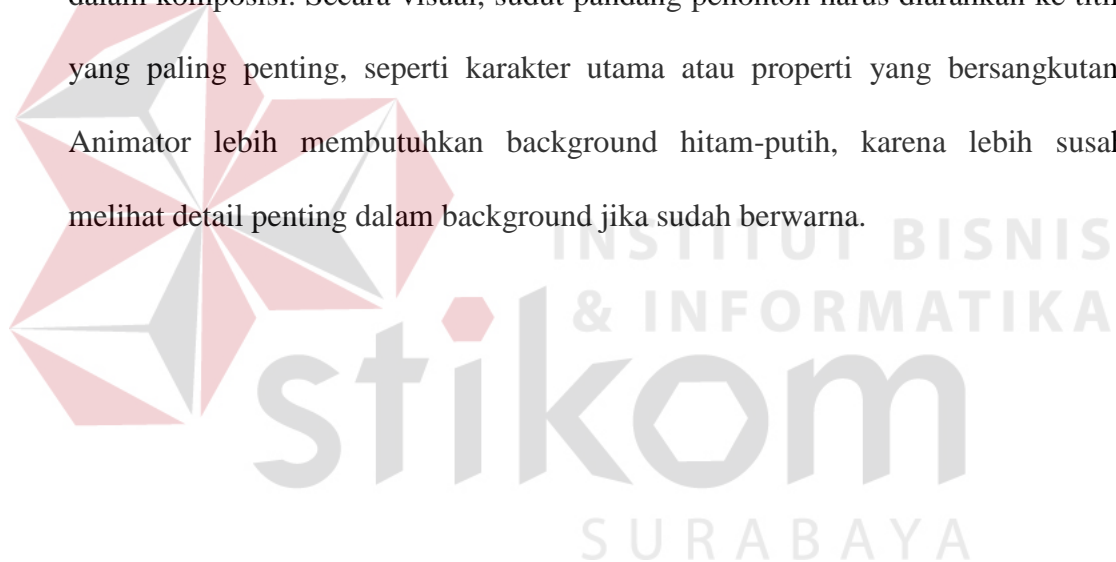 dalam komposisi. Secara visual, sudut pandang penonton harus diarahkan ke
yang paling penting, seperti karakter utama atau properti yang bersangkutan
Animator lebih membutuhkan background hitam-putih, karena lebih
melihat detail penting dalam background jika sudah berwarna.
INSTITUT BISNIS
& INFORMATIKA
stikom
SURABAYA